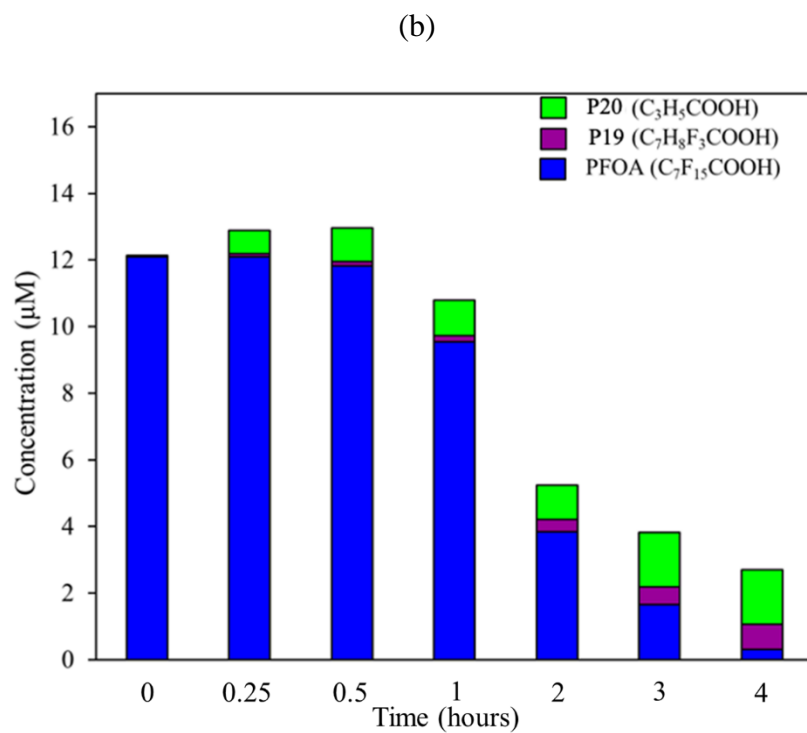 (b)
P20 (C₃H₅COOH)
P19 (C₇H₈F₃COOH)
PFOA (C₇F₁₅COOH)
Concentration (μM)
16
14
12
10
8
6
4
2
0
0 0.25 0.5 1 2 3 4
Time (hours)